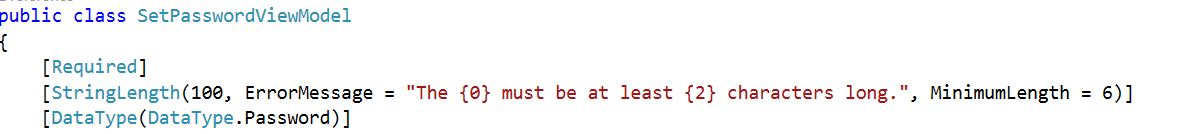 public class SetPasswordViewModel
{
[Required]
[StringLength(100, ErrorMessage = "The {0} must be at least {2} characters long.", MinimumLength = 6)]
[DataType(DataType.Password)]